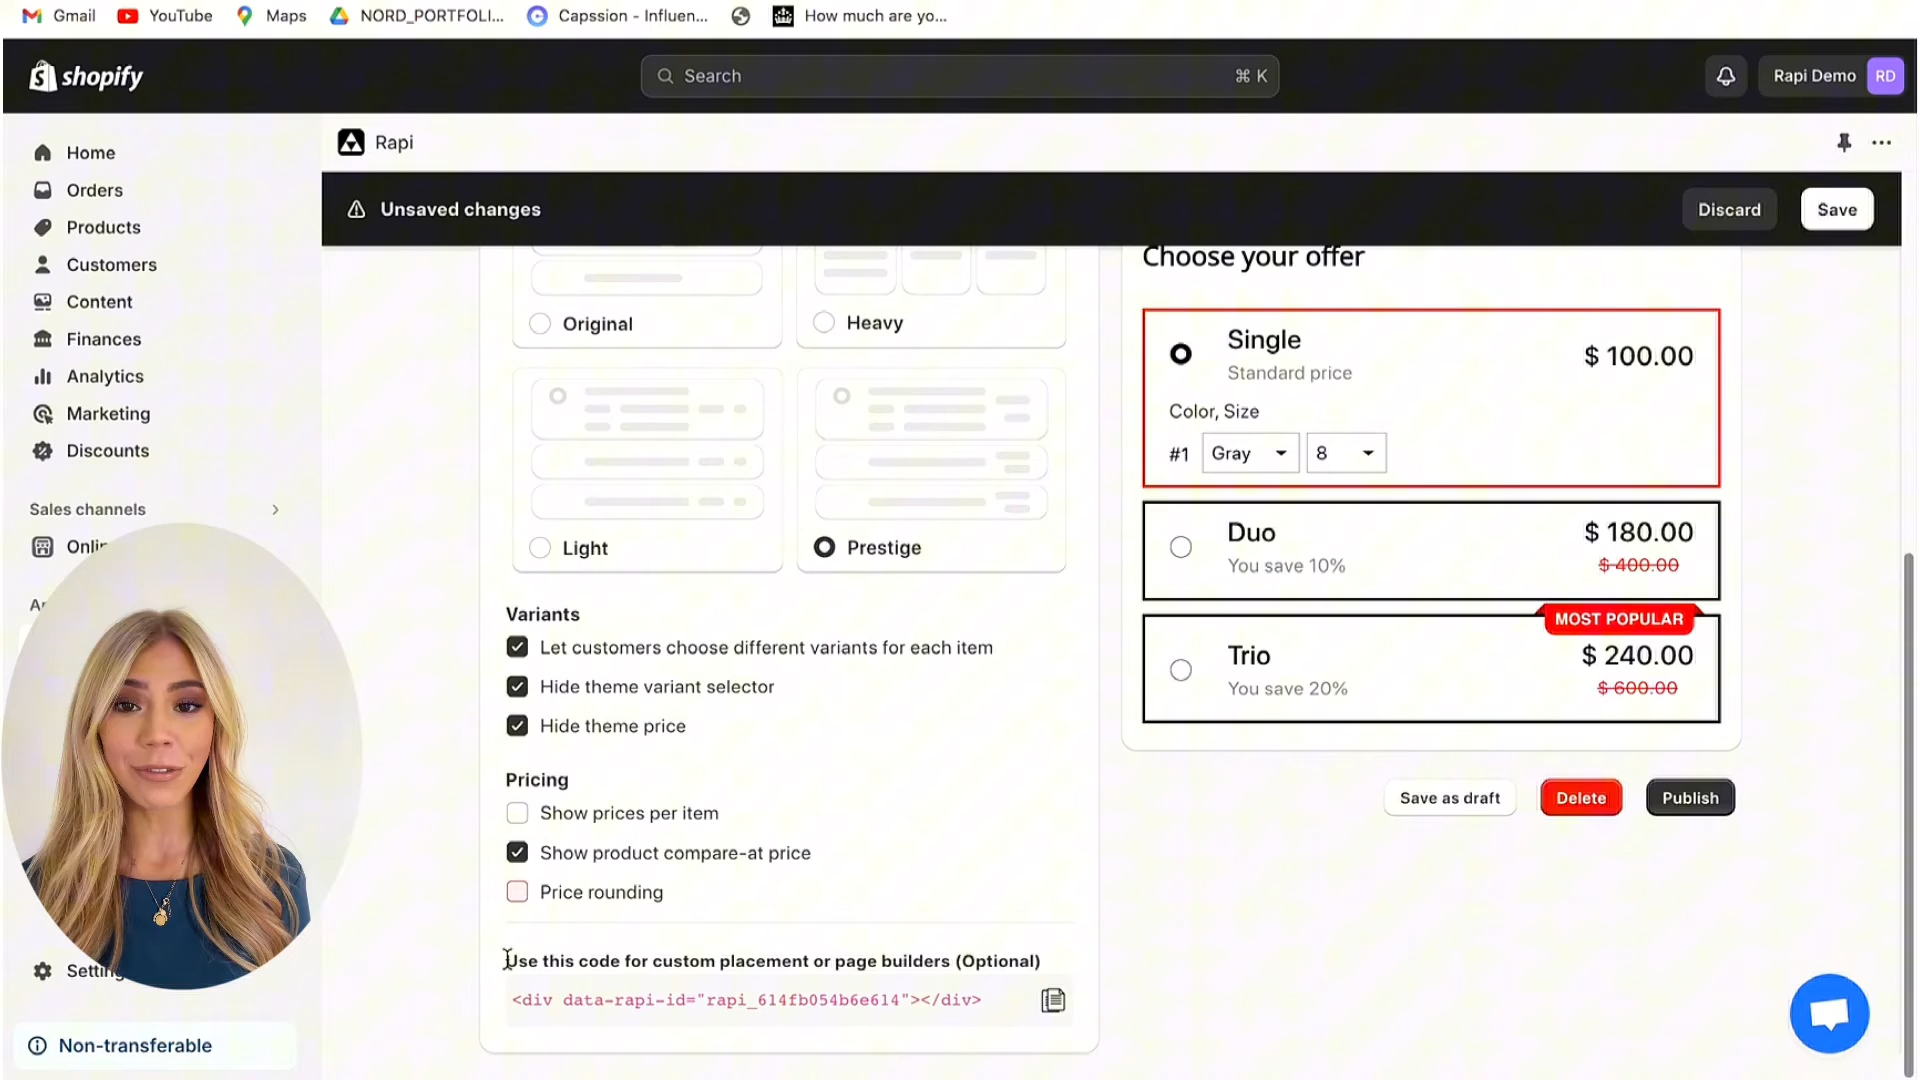 Gmail
YouTube
Maps
NORD_PORTFOLI...
Capssion - Influen...
How much are yo...
shopify
Search
⌘ K
Rapi Demo
RD
Home
Orders
Products
Customers
Content
Finances
Analytics
Marketing
Discounts
Sales channels
Settin
Non-transferable
Rapi
Unsaved changes
Discard
Save
Original
Heavy
Light
Prestige
Variants
Let customers choose different variants for each item
Hide theme variant selector
Hide theme price
Pricing
Show prices per item
Show product compare-at price
Price rounding
Use this code for custom placement or page builders (Optional)
<div data-rapi-id="rapi_614fb054b6e614"></div>
Choose your offer
Single
$ 100.00
Standard price
Color, Size
#1
Gray
8
Duo
$ 180.00
You save 10%
$ 400.00
MOST POPULAR
Trio
$ 240.00
You save 20%
$ 600.00
Save as draft
Delete
Publish